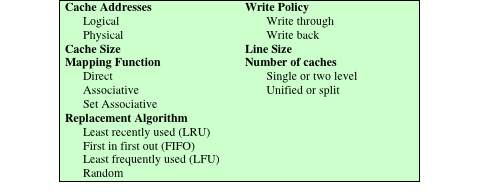 Cache Addresses
Logical
Physical
Cache Size
Mapping Function
Direct
Associative
Set Associative
Replacement Algorithm
Least recently used (LRU)
First in first out (FIFO)
Least frequently used (LFU)
Random
Write Policy
Write through
Write back
Line Size
Number of caches
Single or two level
Unified or split